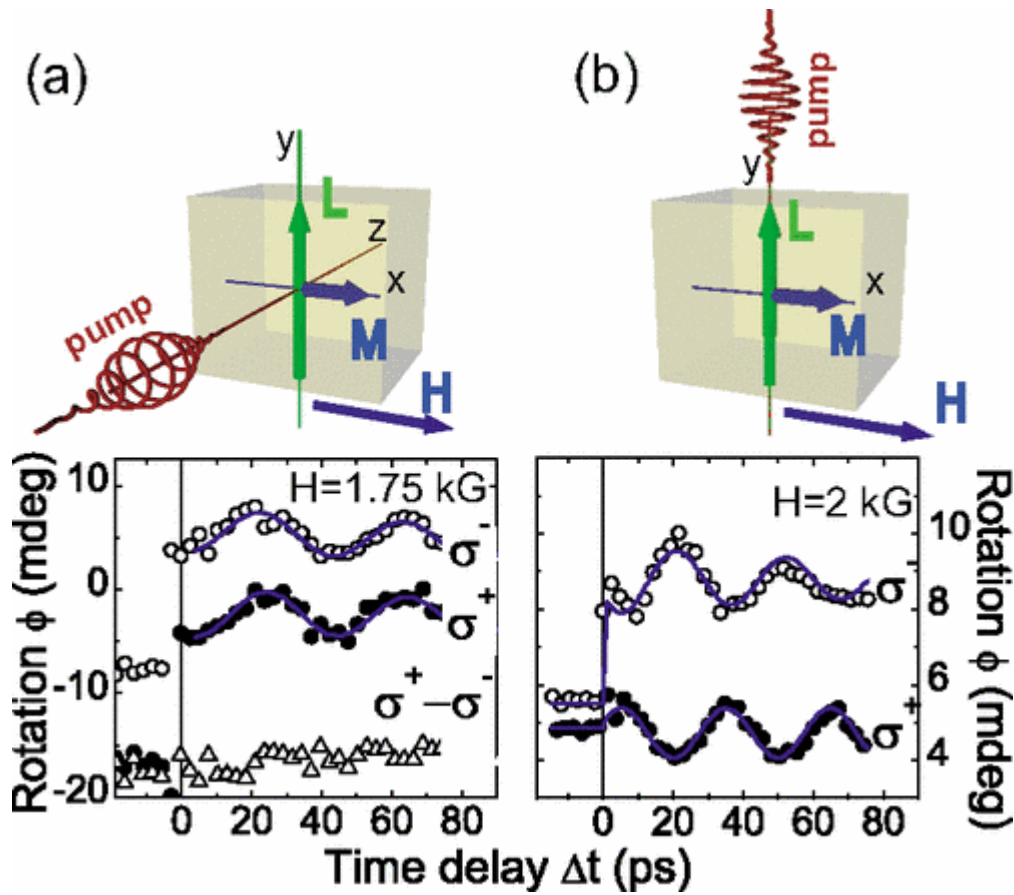 (a)
y
L
z
x
M
H
pump
(b)
pump
y
L
x
M
H
Rotation ϕ (mdeg)
10
0
-10
-20
H=1.75 kG
σ⁻
σ⁺
σ⁺−σ⁻
0 20 40 60 80
H=2 kG
σ⁻
σ⁺
10
8
6
4
Rotation ϕ (mdeg)
0 20 40 60 80
Time delay Δt (ps)